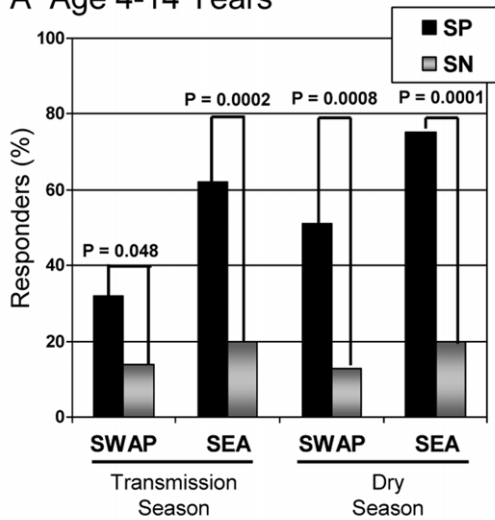 A Age 4-14 Years
SP
SN
Responders (%)
100
80
60
40
20
0
P = 0.048
P = 0.0002
P = 0.0008
P = 0.0001
SWAP
SEA
SWAP
SEA
Transmission
Season
Dry
Season